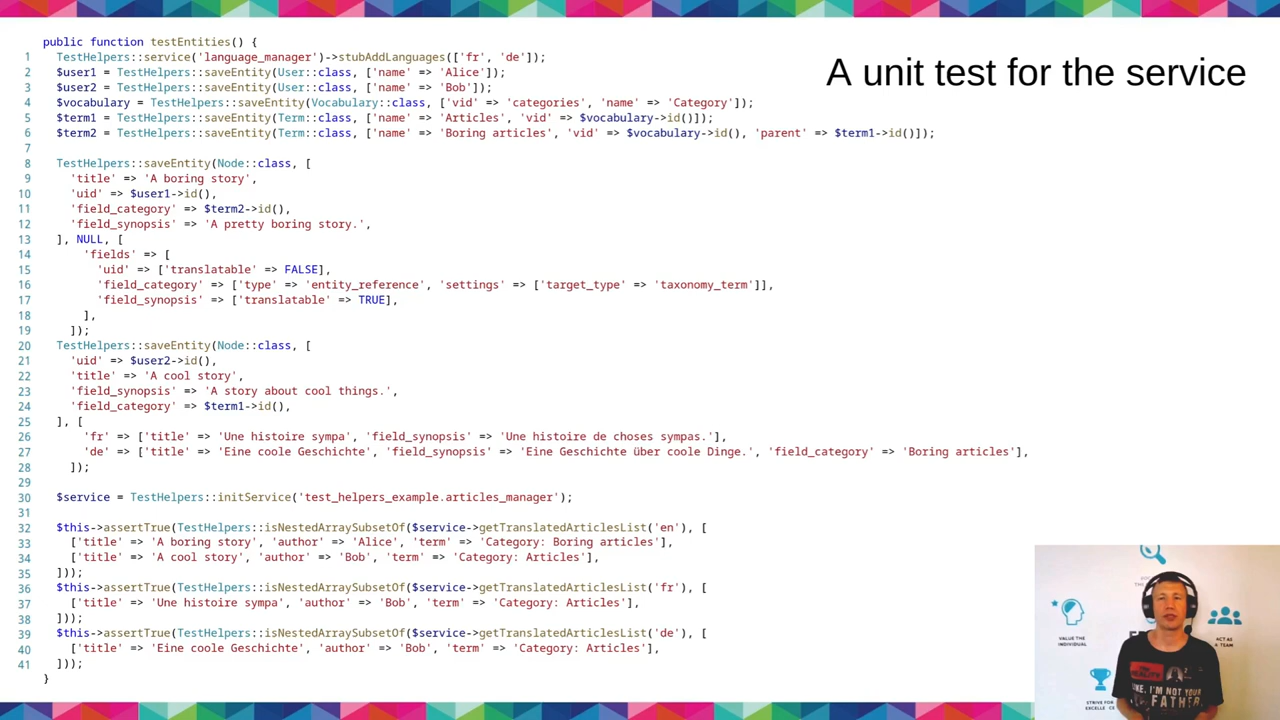 A unit test for the service
public function testEntities() {
1 TestHelpers::service('language_manager')->stubAddLanguages(['fr', 'de']);
2 $user1 = TestHelpers::saveEntity(User::class, ['name' => 'Alice']);
3 $user2 = TestHelpers::saveEntity(User::class, ['name' => 'Bob']);
4 $vocabulary = TestHelpers::saveEntity(Vocabulary::class, ['vid' => 'categories', 'name' => 'Category']);
5 $term1 = TestHelpers::saveEntity(Term::class, ['name' => 'Articles', 'vid' => $vocabulary->id()]);
6 $term2 = TestHelpers::saveEntity(Term::class, ['name' => 'Boring articles', 'vid' => $vocabulary->id(), 'parent' => $term1->id()]);
7
8 TestHelpers::saveEntity(Node::class, [
9 'title' => 'A boring story',
10 'uid' => $user1->id(),
11 'field_category' => $term2->id(),
12 'field_synopsis' => 'A pretty boring story.',
13 ], NULL, [
14 'fields' => [
15 'uid' => ['translatable' => FALSE],
16 'field_category' => ['type' => 'entity_reference', 'settings' => ['target_type' => 'taxonomy_term']],
17 'field_synopsis' => ['translatable' => TRUE],
18 ],
19 ]);
20 TestHelpers::saveEntity(Node::class, [
21 'uid' => $user2->id(),
22 'title' => 'A cool story',
23 'field_synopsis' => 'A story about cool things.',
24 'field_category' => $term1->id(),
25 ], [
26 'fr' => ['title' => 'Une histoire sympa', 'field_synopsis' => 'Une histoire de choses sympas.'],
27 'de' => ['title' => 'Eine coole Geschichte', 'field_synopsis' => 'Eine Geschichte über coole Dinge.', 'field_category' => 'Boring articles'],
28 ]);
29
30 $service = TestHelpers::initService('test_helpers_example.articles_manager');
31
32 $this->assertTrue(TestHelpers::isNestedArraySubsetOf($service->getTranslatedArticlesList('en'), [
33 ['title' => 'A boring story', 'author' => 'Alice', 'term' => 'Category: Boring articles'],
34 ['title' => 'A cool story', 'author' => 'Bob', 'term' => 'Category: Articles'],
35 ]));
36 $this->assertTrue(TestHelpers::isNestedArraySubsetOf($service->getTranslatedArticlesList('fr'), [
37 ['title' => 'Une histoire sympa', 'author' => 'Bob', 'term' => 'Category: Articles'],
38 ]));
39 $this->assertTrue(TestHelpers::isNestedArraySubsetOf($service->getTranslatedArticlesList('de'), [
40 ['title' => 'Eine coole Geschichte', 'author' => 'Bob', 'term' => 'Category: Articles'],
41 ]));
}
VALUE THE
INDIVIDUAL
ACT AS
A TEAM
STRIVE FOR
I'M NOT YOUR
FATHER